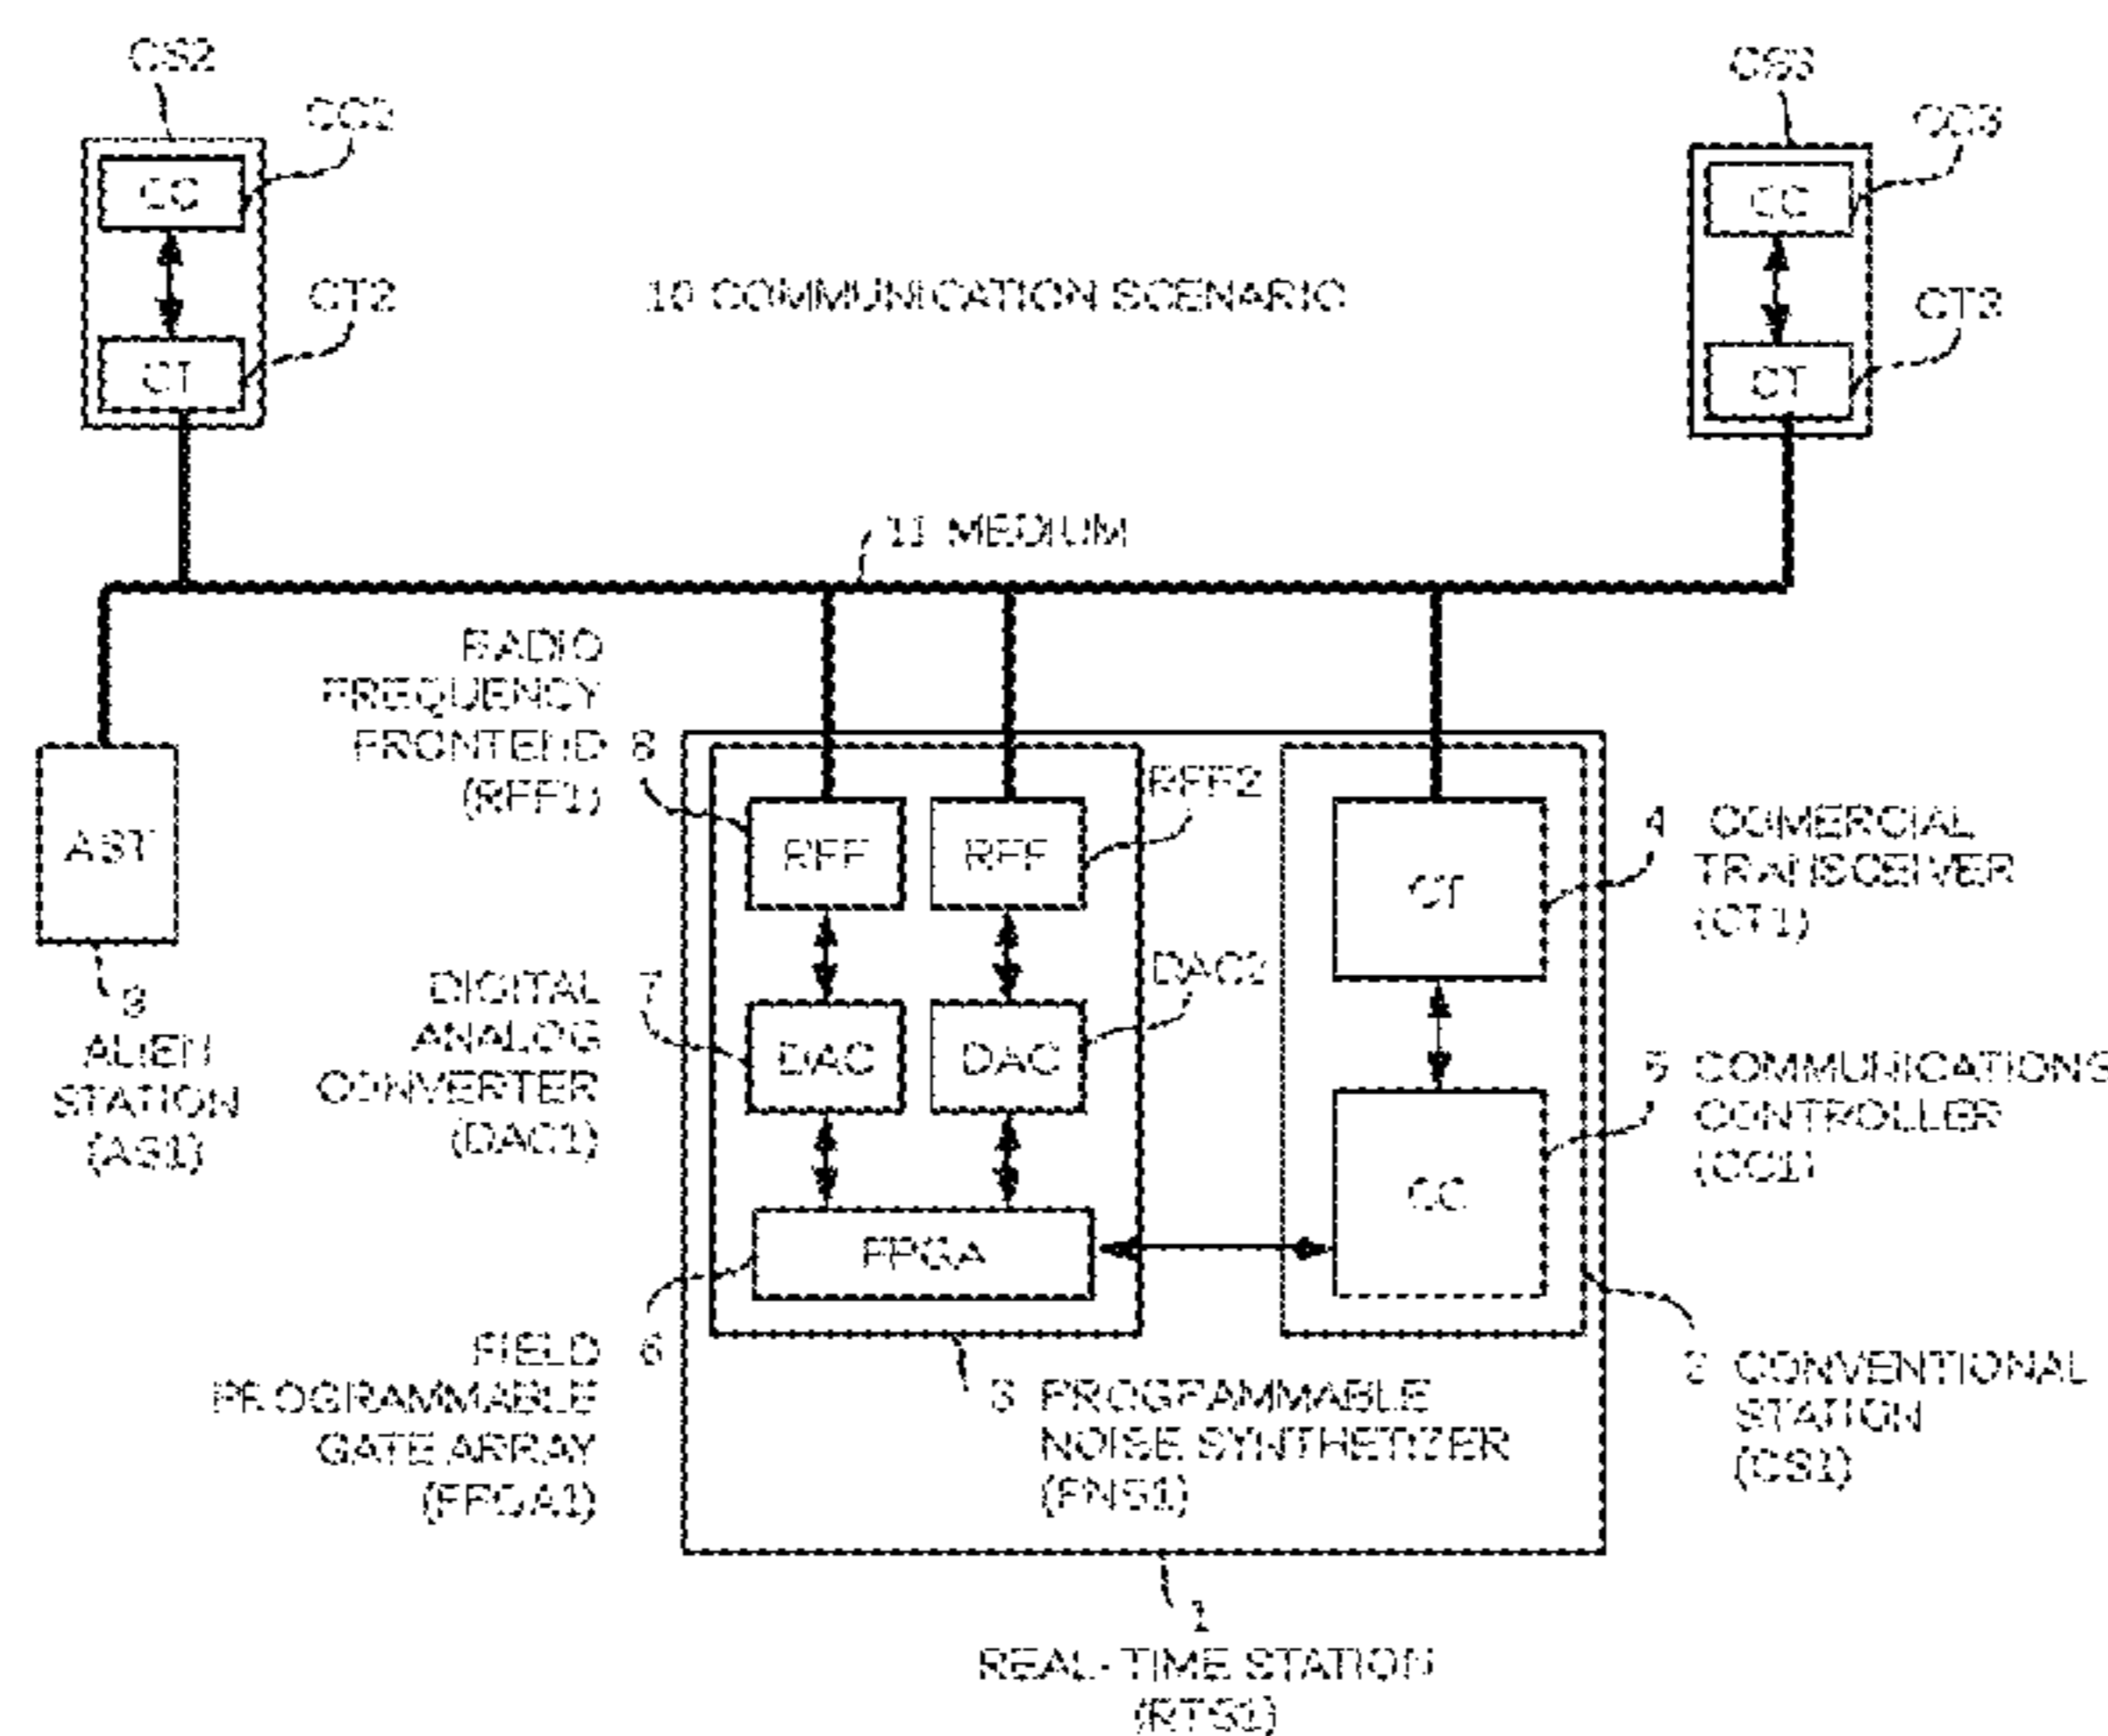 CS2
CC2
CC
CT2
CT
CS3
CC3
CC
CT3
CT
10 COMMUNICATION SCENARIO
11 MEDIUM
RADIO
FREQUENCY
FRONTEND 8
(RFF1)
RFF
RFF
RFF2
AST
9
ALIEN
STATION
(AS1)
DIGITAL 7
ANALOG
CONVERTER
(DAC1)
DAC
DAC
DAC2
FPGA
FIELD 6
PROGRAMMABLE
GATE ARRAY
(FPGA1)
CT
4 COMERCIAL
TRANSCEIVER
(CT1)
CC
5 COMMUNICATIONS
CONTROLLER
(CC1)
3 PROGRAMMABLE
NOISE SYNTHETIZER
(PNS1)
2 CONVENTIONAL
STATION
(CS1)
1
REAL-TIME STATION
(RTS1)